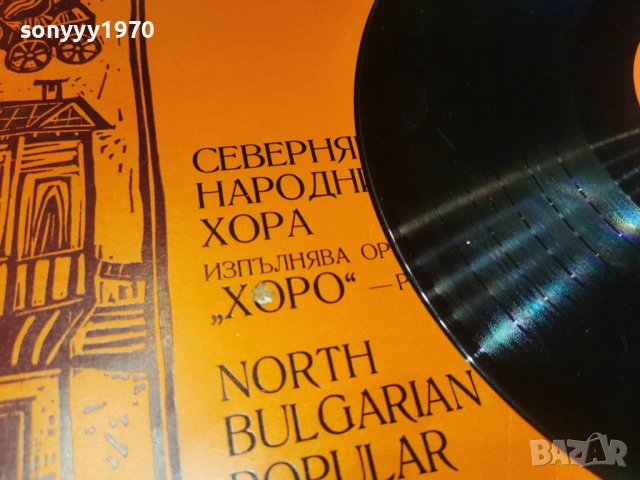 sonyyy1970
СЕВЕРНЯ
НАРОДН
ХОРА
ИЗПЪЛНЯВА ОР
„ХОРО“ — Р
NORTH
BULGARIAN
POPULAR
BAZAR